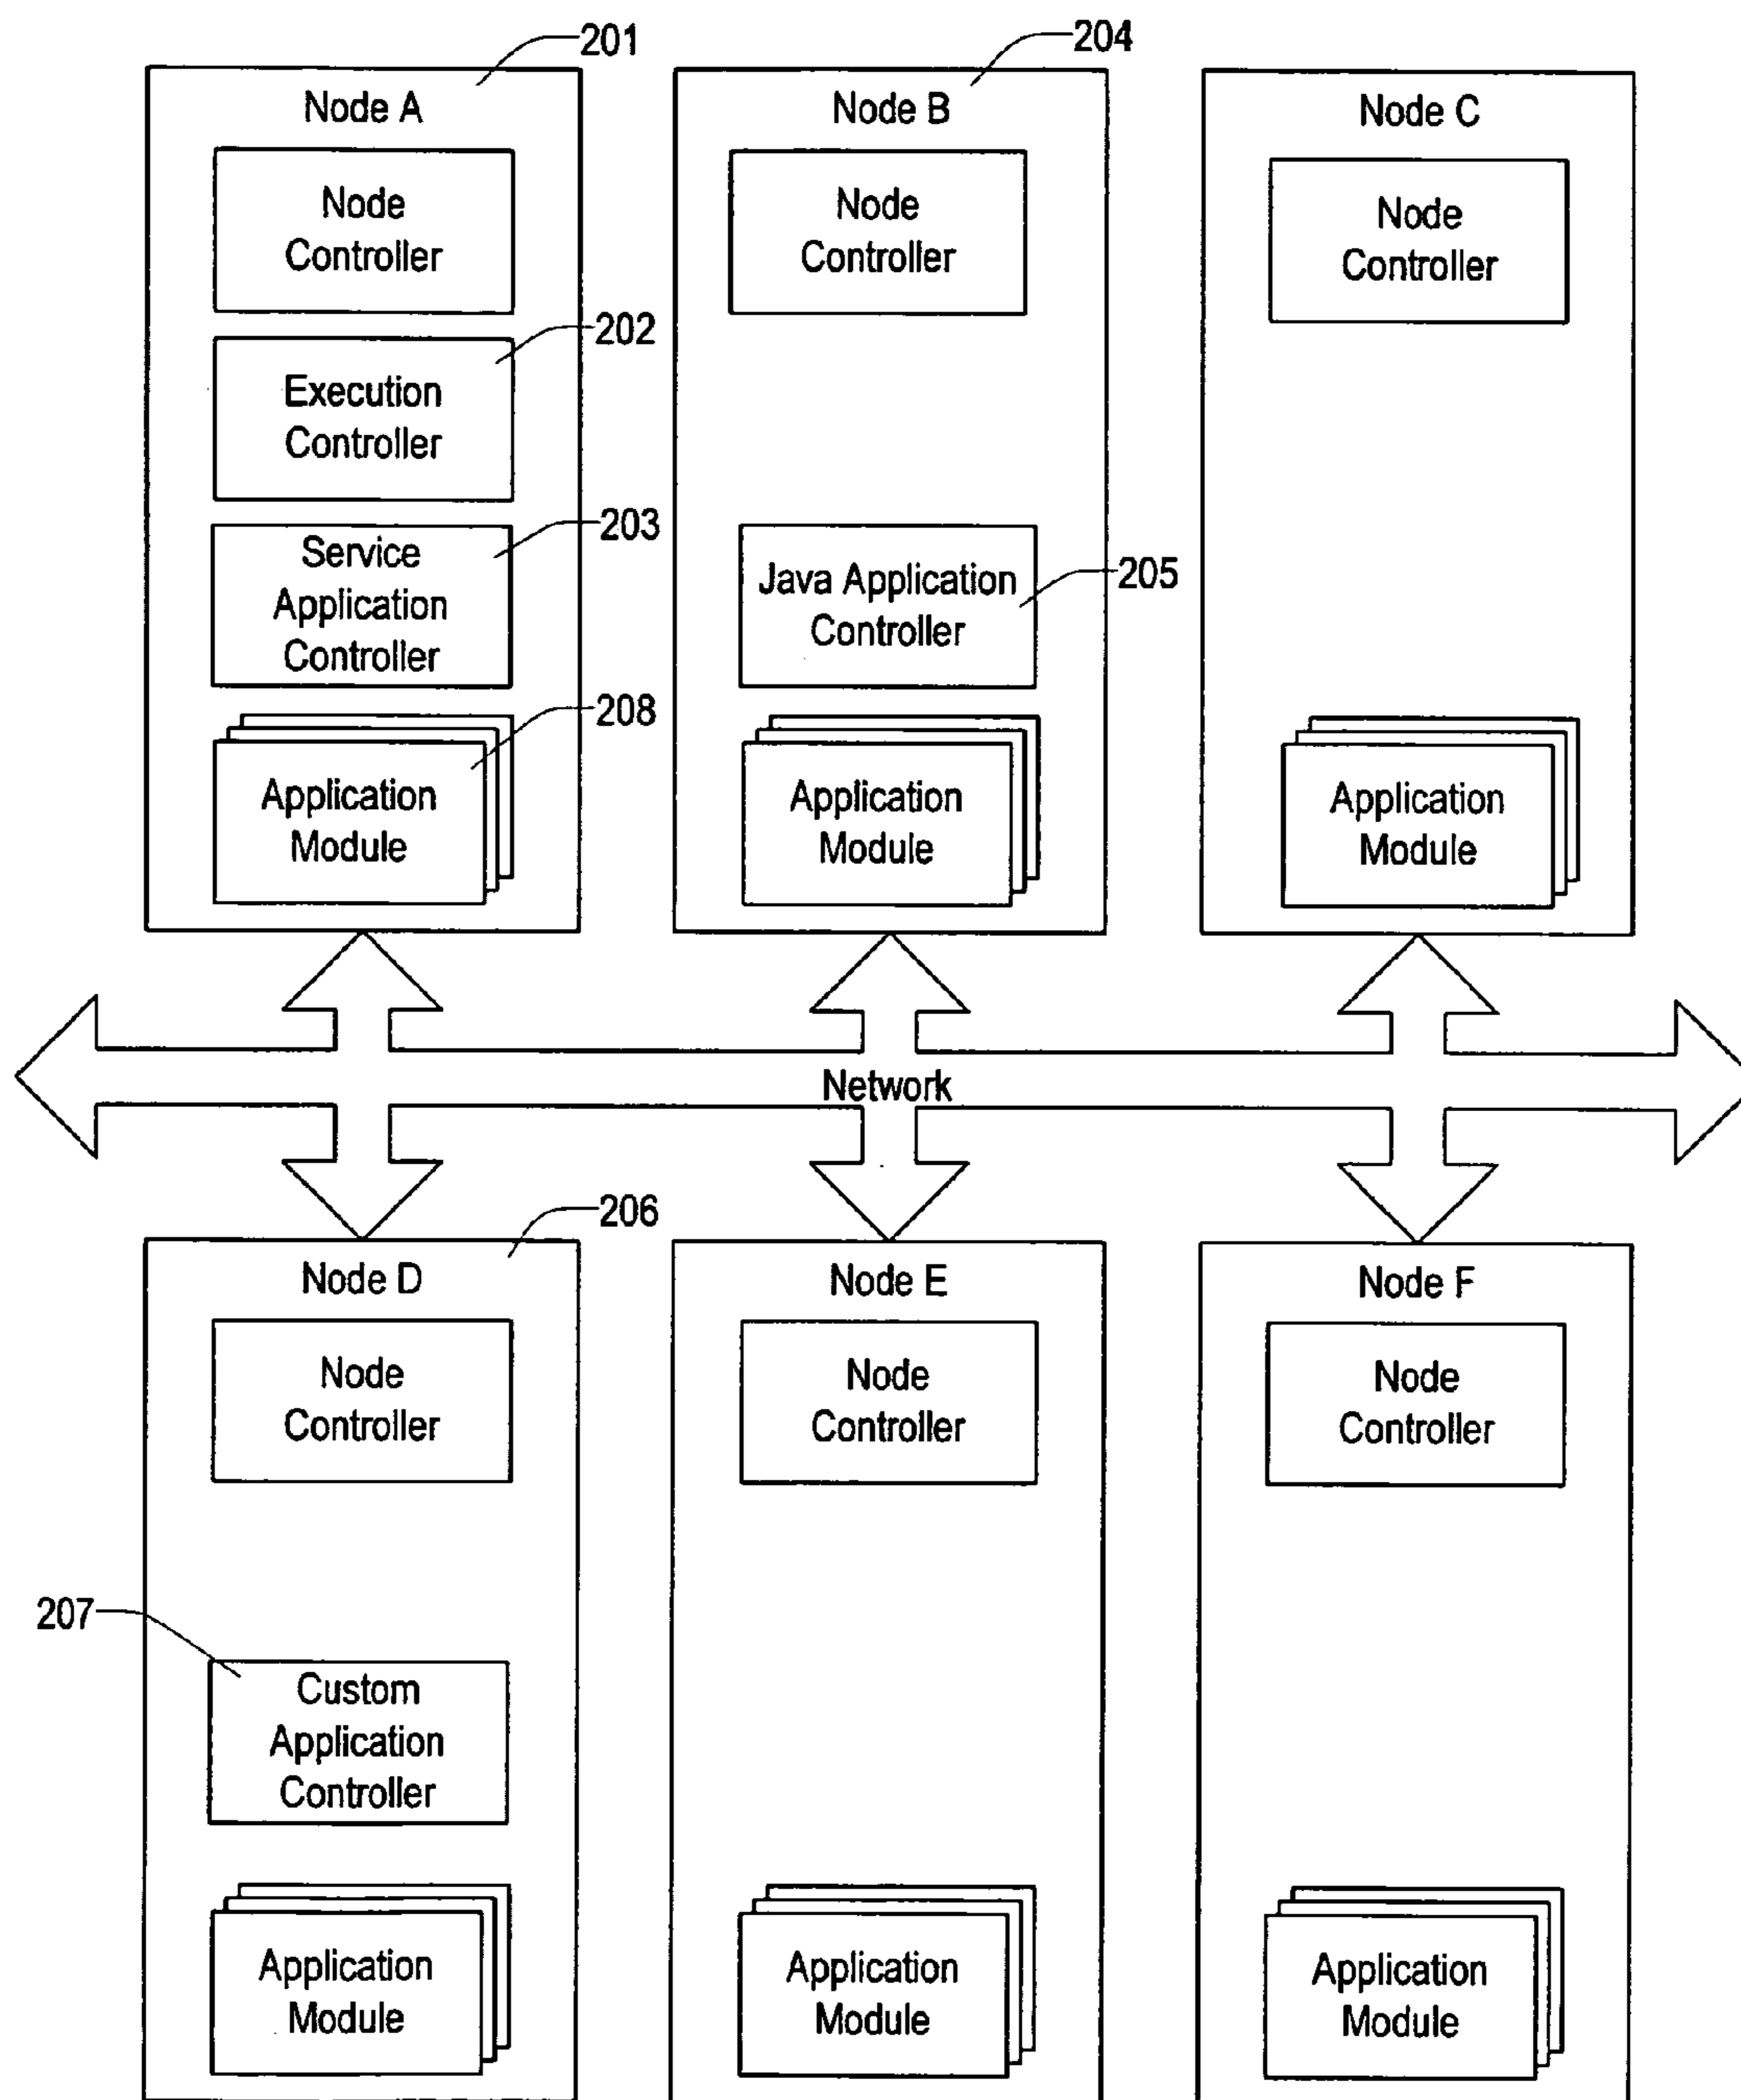 201
204
Node A
Node B
Node C
Node
Controller
Node
Controller
Node
Controller
202
Execution
Controller
203
Service
Application
Controller
Java Application
Controller
205
208
Application
Module
Application
Module
Application
Module
Network
206
Node D
Node E
Node F
Node
Controller
Node
Controller
Node
Controller
207
Custom
Application
Controller
Application
Module
Application
Module
Application
Module